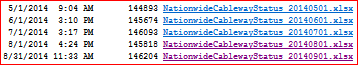 5/1/2014 9:04 AM 144893 NationwideCablewayStatus 20140501.xlsx
6/1/2014 3:10 PM 145674 NationwideCablewayStatus 20140601.xlsx
7/1/2014 3:17 PM 146093 NationwideCablewayStatus 20140701.xlsx
8/1/2014 4:24 PM 145818 NationwideCablewayStatus 20140801.xlsx
8/31/2014 11:33 AM 146204 NationwideCablewayStatus 20140901.xlsx